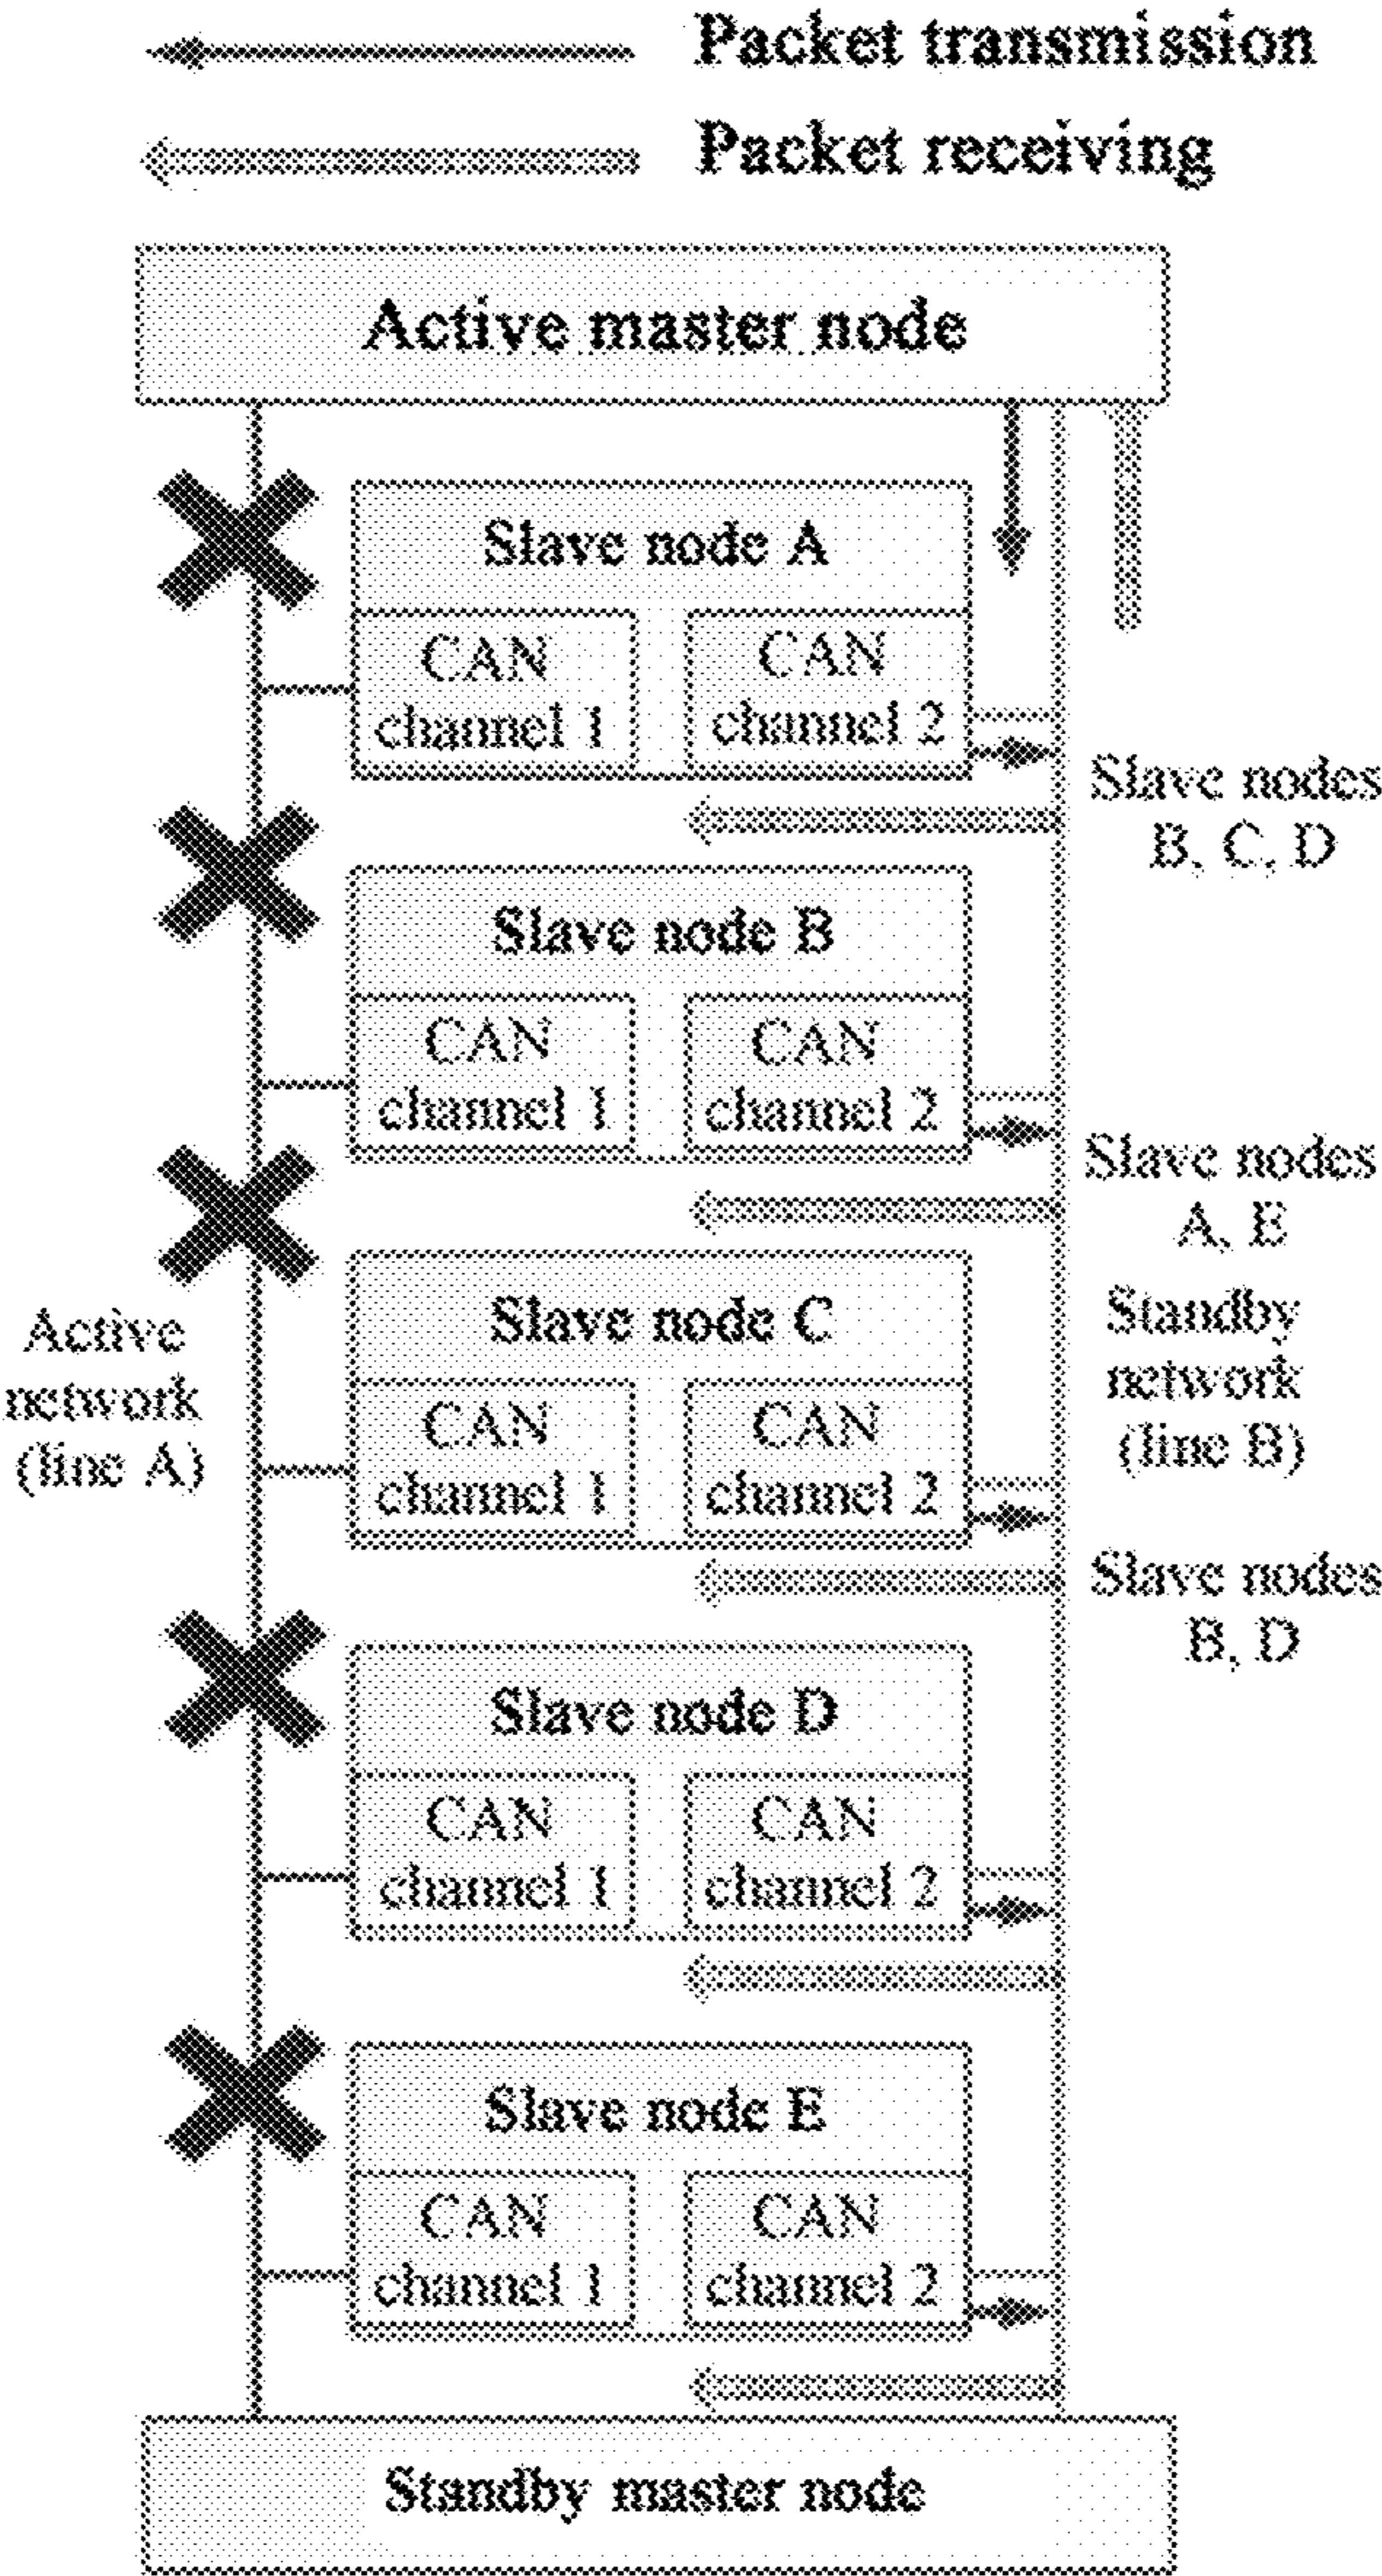 Packet transmission
Packet receiving
Active master node
Slave node A
CAN
channel 1
CAN
channel 2
Slave nodes
B, C, D
Slave node B
CAN
channel 1
CAN
channel 2
Slave nodes
A, E
Slave node C
CAN
channel 1
CAN
channel 2
Active
network
(line A)
Standby
network
(line B)
Slave nodes
B, D
Slave node D
CAN
channel 1
CAN
channel 2
Slave node E
CAN
channel 1
CAN
channel 2
Standby master node